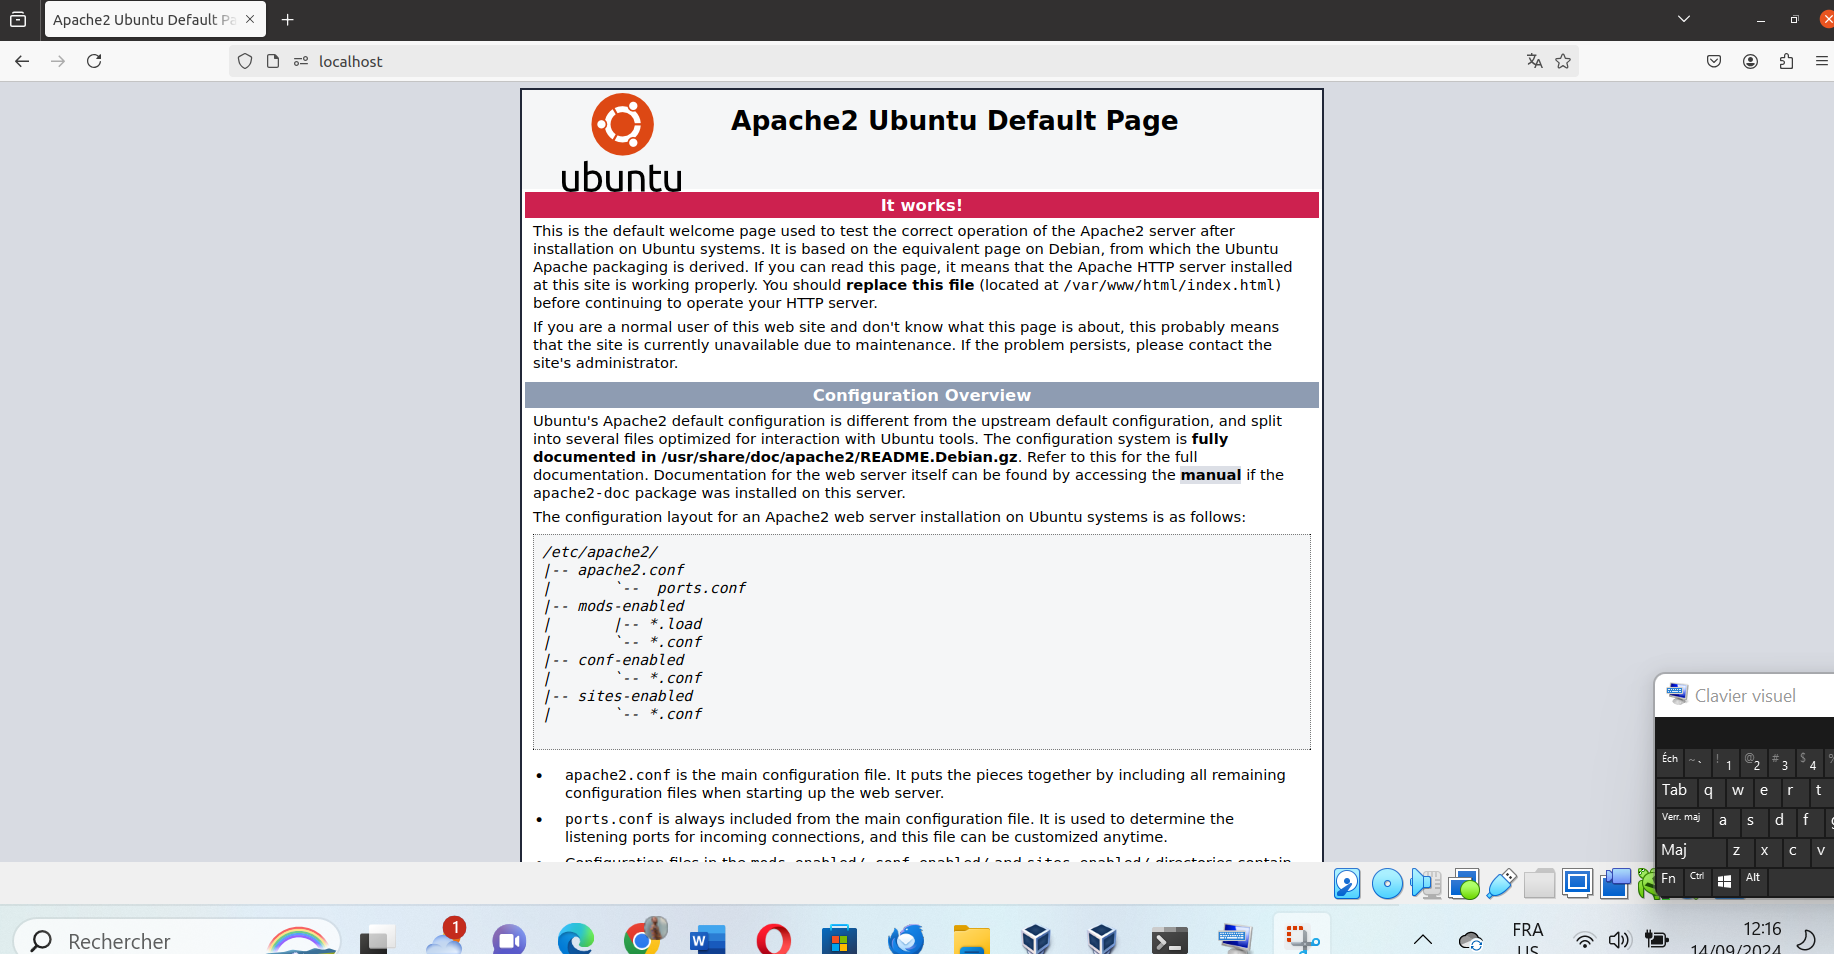 Apache2 Ubuntu Default Pa
localhost
ubuntu
Apache2 Ubuntu Default Page
It works!
This is the default welcome page used to test the correct operation of the Apache2 server after
installation on Ubuntu systems. It is based on the equivalent page on Debian, from which the Ubuntu
Apache packaging is derived. If you can read this page, it means that the Apache HTTP server installed
at this site is working properly. You should replace this file (located at /var/www/html/index.html)
before continuing to operate your HTTP server.
If you are a normal user of this web site and don't know what this page is about, this probably means
that the site is currently unavailable due to maintenance. If the problem persists, please contact the
site's administrator.
Configuration Overview
Ubuntu's Apache2 default configuration is different from the upstream default configuration, and split
into several files optimized for interaction with Ubuntu tools. The configuration system is fully
documented in /usr/share/doc/apache2/README.Debian.gz. Refer to this for the full
documentation. Documentation for the web server itself can be found by accessing the manual if the
apache2-doc package was installed on this server.
The configuration layout for an Apache2 web server installation on Ubuntu systems is as follows:
/etc/apache2/
|-- apache2.conf
|       `--  ports.conf
|-- mods-enabled
|       |-- *.load
|       `-- *.conf
|-- conf-enabled
|       `-- *.conf
|-- sites-enabled
|       `-- *.conf
• apache2.conf is the main configuration file. It puts the pieces together by including all remaining
configuration files when starting up the web server.
• ports.conf is always included from the main configuration file. It is used to determine the
listening ports for incoming connections, and this file can be customized anytime.
• Configuration files in the mods-enabled/, conf-enabled/ and sites-enabled/ directories contain
Clavier visuel
Éch ~ ` ! 1 @ 2 # 3 $ 4 %
Tab q w e r t
Verr. maj a s d f g
Maj z x c v
Fn Ctrl Alt
Rechercher
1
W
FRA
US
12:16
14/09/2024